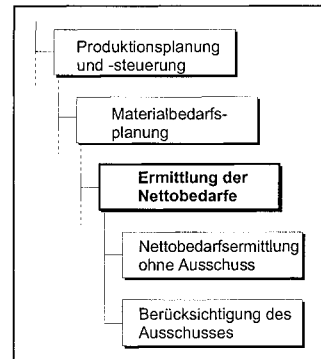 Produktionsplanung
und -steuerung
Materialbedarfs-
planung
Ermittlung der
Nettobedarfe
Nettobedarfsermittlung
ohne Ausschuss
Berücksichtigung des
Ausschusses